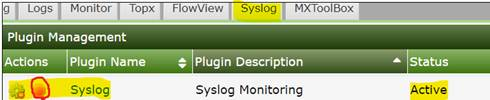 g Logs Monitor Topx FlowView Syslog MXToolBox
Plugin Management
Actions Plugin Name Plugin Description Status
Syslog Syslog Monitoring Active